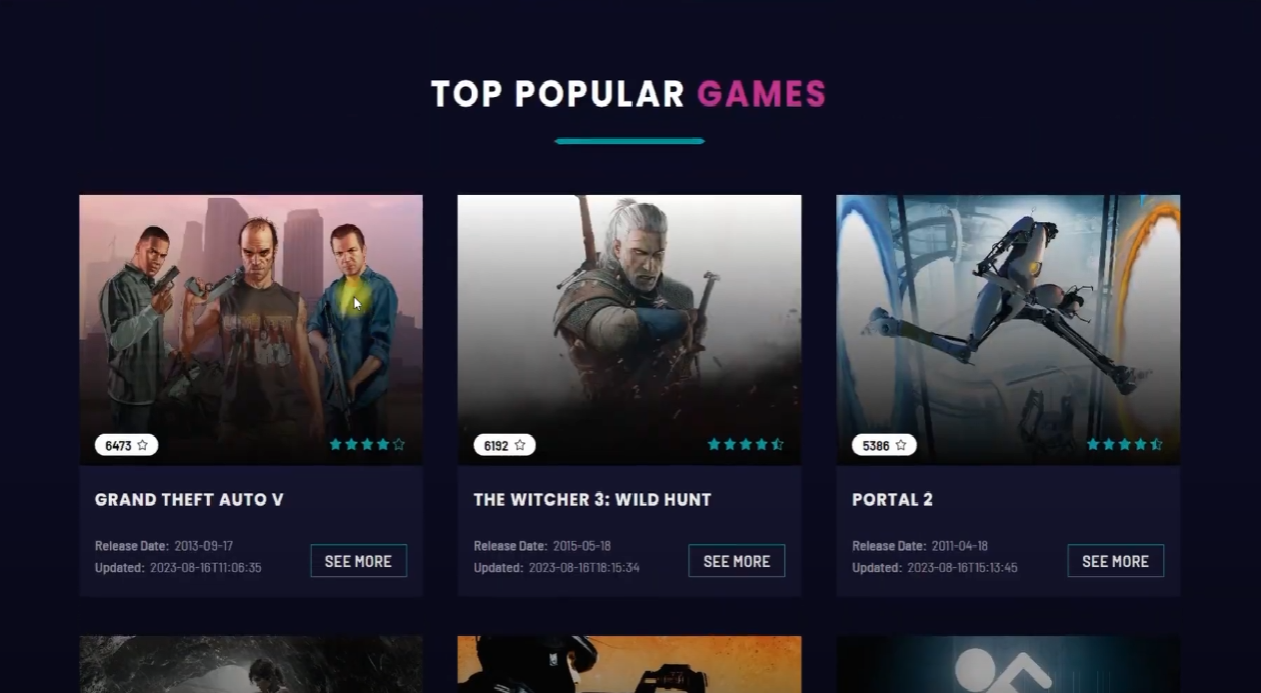 TOP POPULAR GAMES
6473
6192
5386
GRAND THEFT AUTO V
THE WITCHER 3: WILD HUNT
PORTAL 2
Release Date: 2013-09-17
Updated: 2023-08-16T11:06:35
SEE MORE
Release Date: 2015-05-18
Updated: 2023-08-16T18:15:34
SEE MORE
Release Date: 2011-04-18
Updated: 2023-08-16T15:13:45
SEE MORE